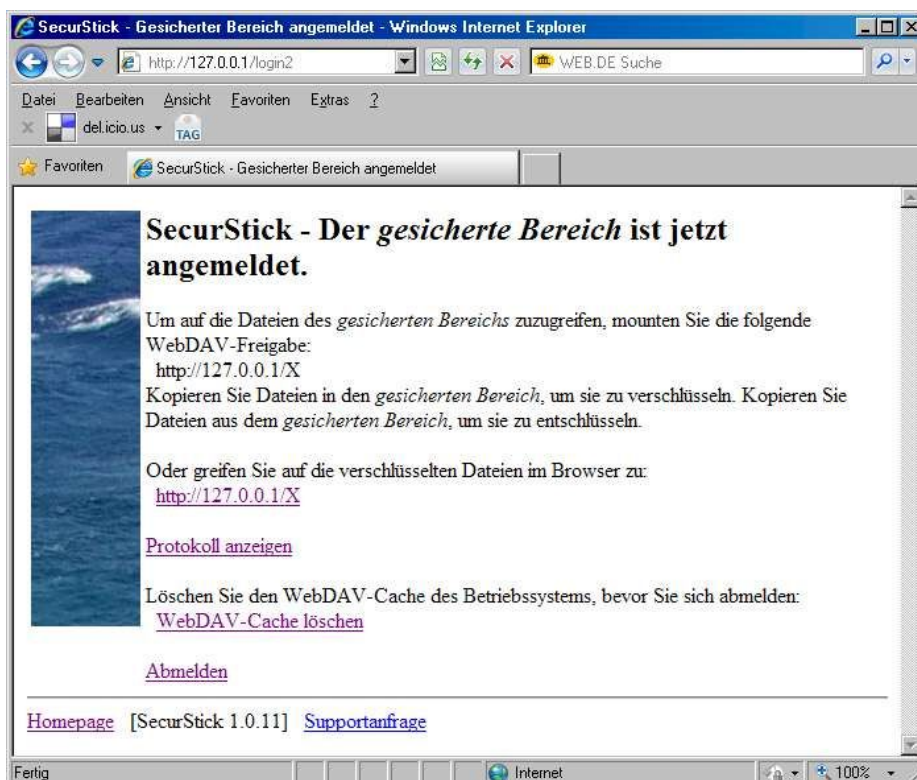 SecurStick - Gesicherter Bereich angemeldet - Windows Internet Explorer
http://127.0.0.1/login2
WEB.DE Suche
Datei Bearbeiten Ansicht Favoriten Extras ?
del.icio.us
TAG
Favoriten
SecurStick - Gesicherter Bereich angemeldet
SecurStick - Der gesicherte Bereich ist jetzt
angemeldet.
Um auf die Dateien des gesicherten Bereichs zuzugreifen, mounten Sie die folgende
WebDAV-Freigabe:
http://127.0.0.1/X
Kopieren Sie Dateien in den gesicherten Bereich, um sie zu verschlüsseln. Kopieren Sie
Dateien aus dem gesicherten Bereich, um sie zu entschlüsseln.
Oder greifen Sie auf die verschlüsselten Dateien im Browser zu:
http://127.0.0.1/X
Protokoll anzeigen
Löschen Sie den WebDAV-Cache des Betriebssystems, bevor Sie sich abmelden:
WebDAV-Cache löschen
Abmelden
Homepage [SecurStick 1.0.11] Supportanfrage
Fertig
Internet
100%